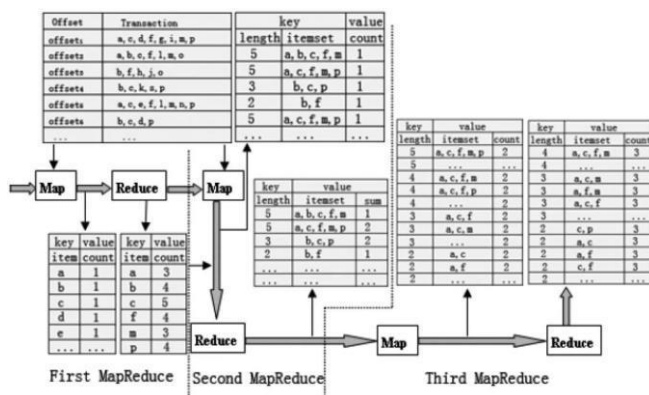 Offset Transaction
offset1 a, c, d, f, g, i, m, p
offset2 a, b, c, f, l, m, o
offset3 b, f, h, j, o
offset4 b, c, k, s, p
offset5 a, c, e, f, l, m, n, p
offset6 b, c, d, p
... ...
key value
length itemset count
5 a, b, c, f, m 1
5 a, c, f, m, p 1
3 b, c, p 1
2 b, f 1
5 a, c, f, m, p 1
... ... ...
Map
Reduce
Map
key value
item count
a 1
b 1
c 1
d 1
e 1
... ...
key value
item count
a 3
b 4
c 5
f 4
m 3
p 4
key value
length itemset sum
5 a, b, c, f, m 1
5 a, c, f, m, p 2
3 b, c, p 2
2 b, f 1
... ... ...
... ...
key value
length itemset count
5 a, c, f, m, p 2
5 ... ...
4 a, c, f, m 2
4 a, c, f, p 2
4 ... 2
3 a, c, f 2
3 a, c, m 2
3 ... 2
2 a, c 2
2 a, f 2
2 ... ...
key value
length itemset count
4 a, c, f, m 3
4 ... ...
3 a, c, m 3
3 a, f, m 3
3 a, c, f 3
3 ... ...
2 c, p 3
2 a, c 3
2 a, f 3
2 c, f 3
2 ... ...
Reduce
Map
Reduce
First MapReduce
Second MapReduce
Third MapReduce